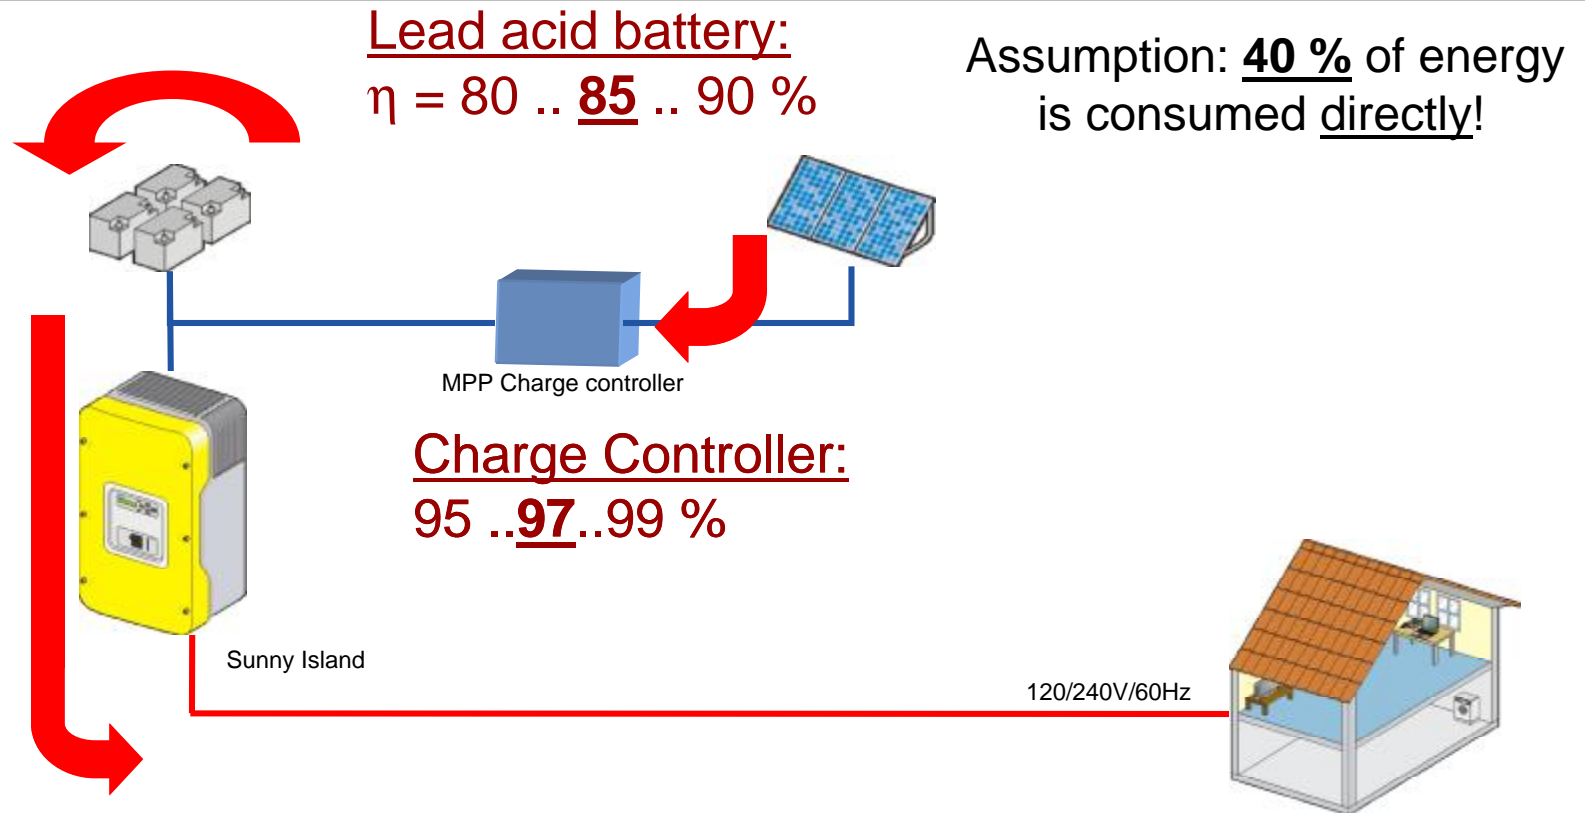 Lead acid battery:
η = 80 .. 85 .. 90 %
Assumption: 40 % of energy
is consumed directly!
MPP Charge controller
Charge Controller:
95 ..97..99 %
Sunny Island
120/240V/60Hz